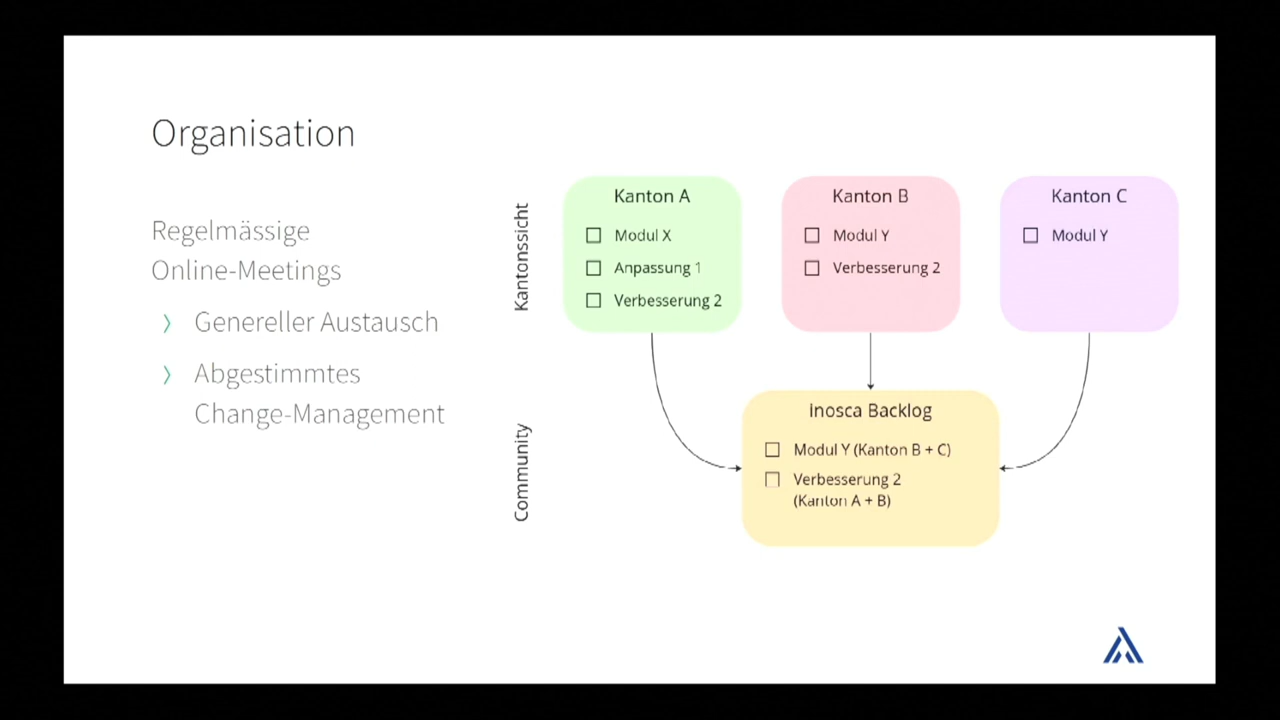 Organisation
Regelmässige
Online-Meetings
Genereller Austausch
Abgestimmtes
Change-Management
Kantonssicht
Kanton A
Modul X
Anpassung 1
Verbesserung 2
Kanton B
Modul Y
Verbesserung 2
Kanton C
Modul Y
Community
Inosca Backlog
Modul Y (Kanton B + C)
Verbesserung 2
(Kanton A + B)